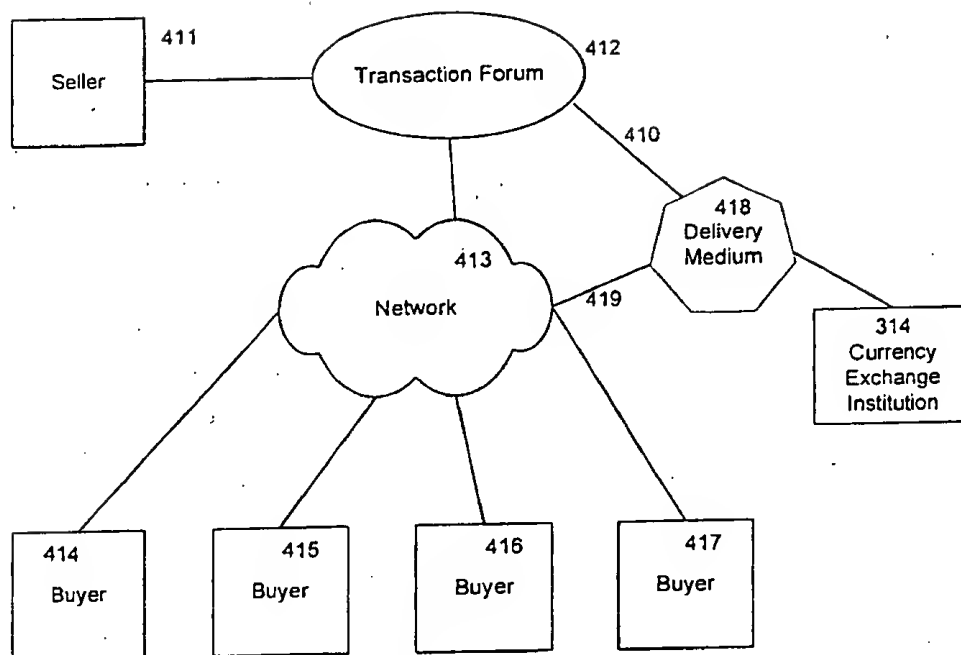 411
Seller
Transaction Forum
412
410
418
Delivery
Medium
413
Network
419
314
Currency
Exchange
Institution
414
Buyer
415
Buyer
416
Buyer
417
Buyer